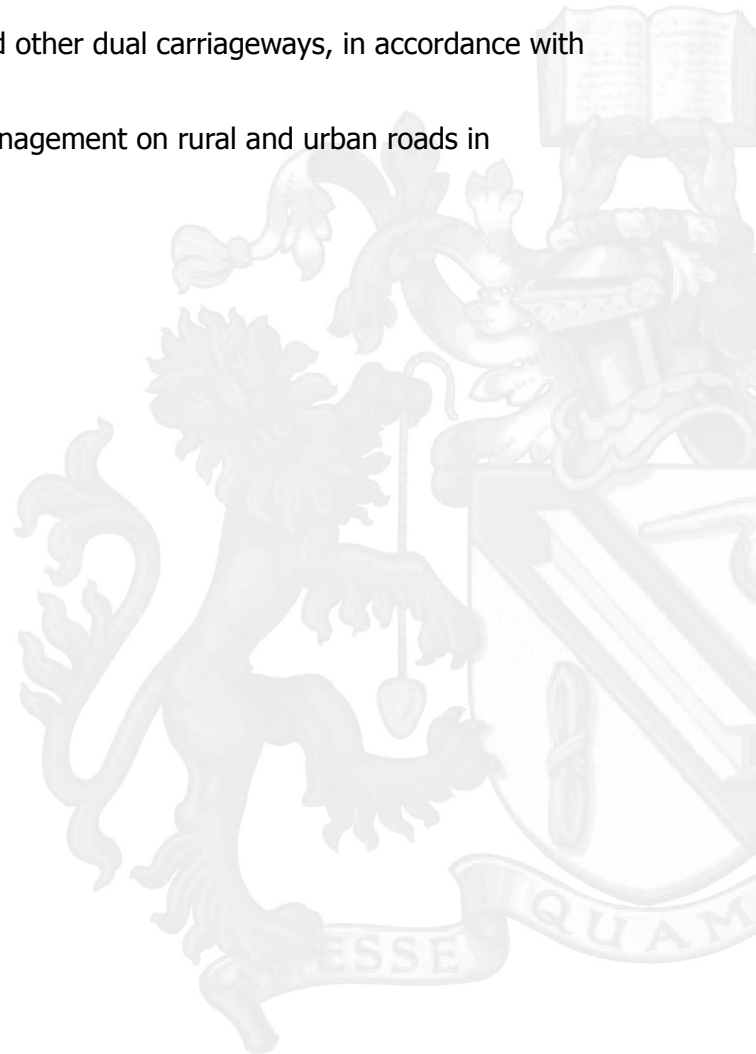 d other dual carriageways, in accordance with
nagement on rural and urban roads in
ESSE QUAM